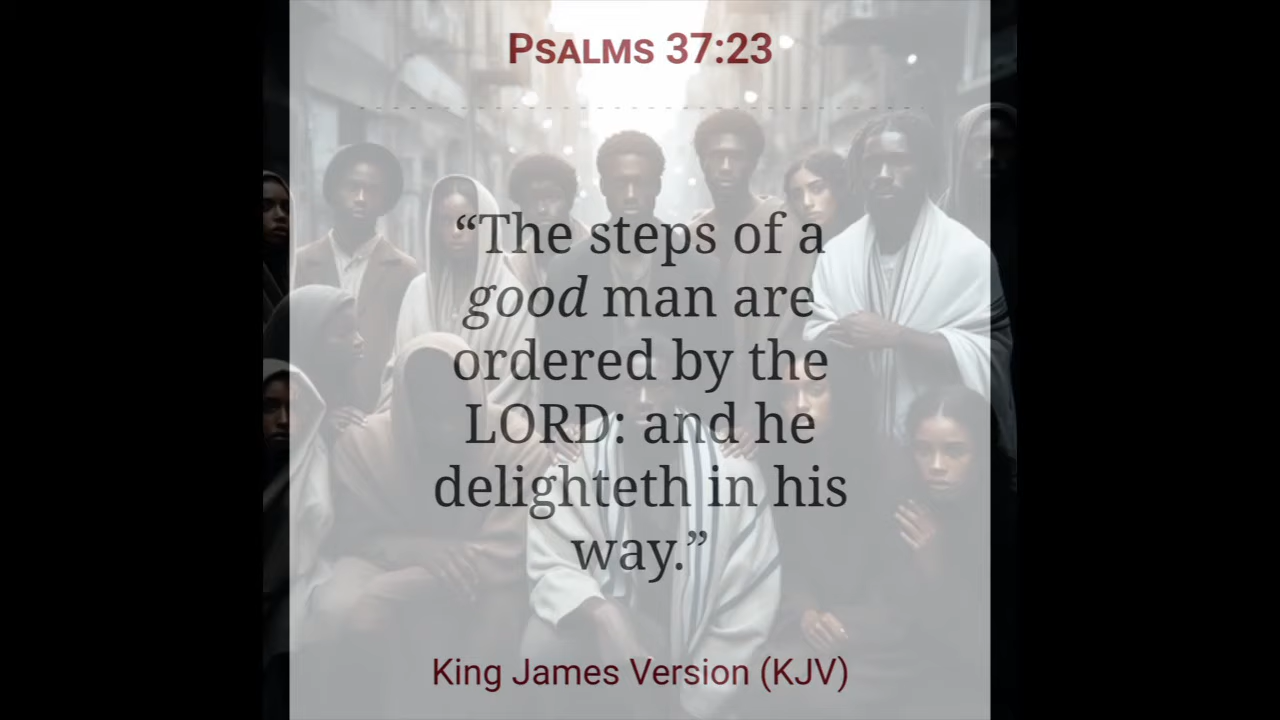 PSALMS 37:23
“The steps of a
good man are
ordered by the
LORD: and he
delighteth in his
way.”
King James Version (KJV)